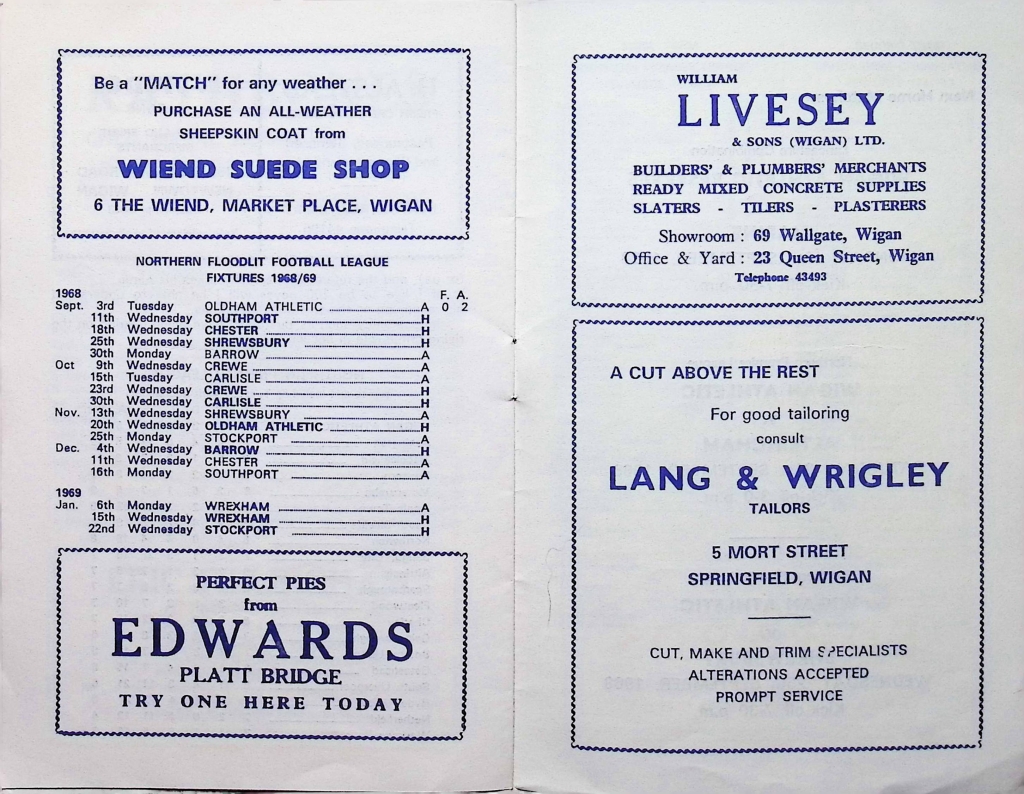 Be a "MATCH" for any weather . . .
PURCHASE AN ALL-WEATHER
SHEEPSKIN COAT from
WIEND SUEDE SHOP
6 THE WIEND, MARKET PLACE, WIGAN
NORTHERN FLOODLIT FOOTBALL LEAGUE
FIXTURES 1968/69
1968 F. A.
Sept. 3rd Tuesday OLDHAM ATHLETIC A 0 2
11th Wednesday SOUTHPORT H
18th Wednesday CHESTER H
25th Wednesday SHREWSBURY H
30th Monday BARROW A
Oct 9th Wednesday CREWE A
15th Tuesday CARLISLE A
23rd Wednesday CREWE H
30th Wednesday CARLISLE H
Nov. 13th Wednesday SHREWSBURY A
20th Wednesday OLDHAM ATHLETIC H
25th Monday STOCKPORT A
Dec. 4th Wednesday BARROW H
11th Wednesday CHESTER A
16th Monday SOUTHPORT A
1969
Jan. 6th Monday WREXHAM A
15th Wednesday WREXHAM H
22nd Wednesday STOCKPORT H
PERFECT PIES
from
EDWARDS
PLATT BRIDGE
TRY ONE HERE TODAY
WILLIAM
LIVESEY
& SONS (WIGAN) LTD.
BUILDERS' & PLUMBERS' MERCHANTS
READY MIXED CONCRETE SUPPLIES
SLATERS - TILERS - PLASTERERS
Showroom : 69 Wallgate, Wigan
Office & Yard : 23 Queen Street, Wigan
Telephone 43493
A CUT ABOVE THE REST
For good tailoring
consult
LANG & WRIGLEY
TAILORS
5 MORT STREET
SPRINGFIELD, WIGAN
CUT, MAKE AND TRIM SPECIALISTS
ALTERATIONS ACCEPTED
PROMPT SERVICE